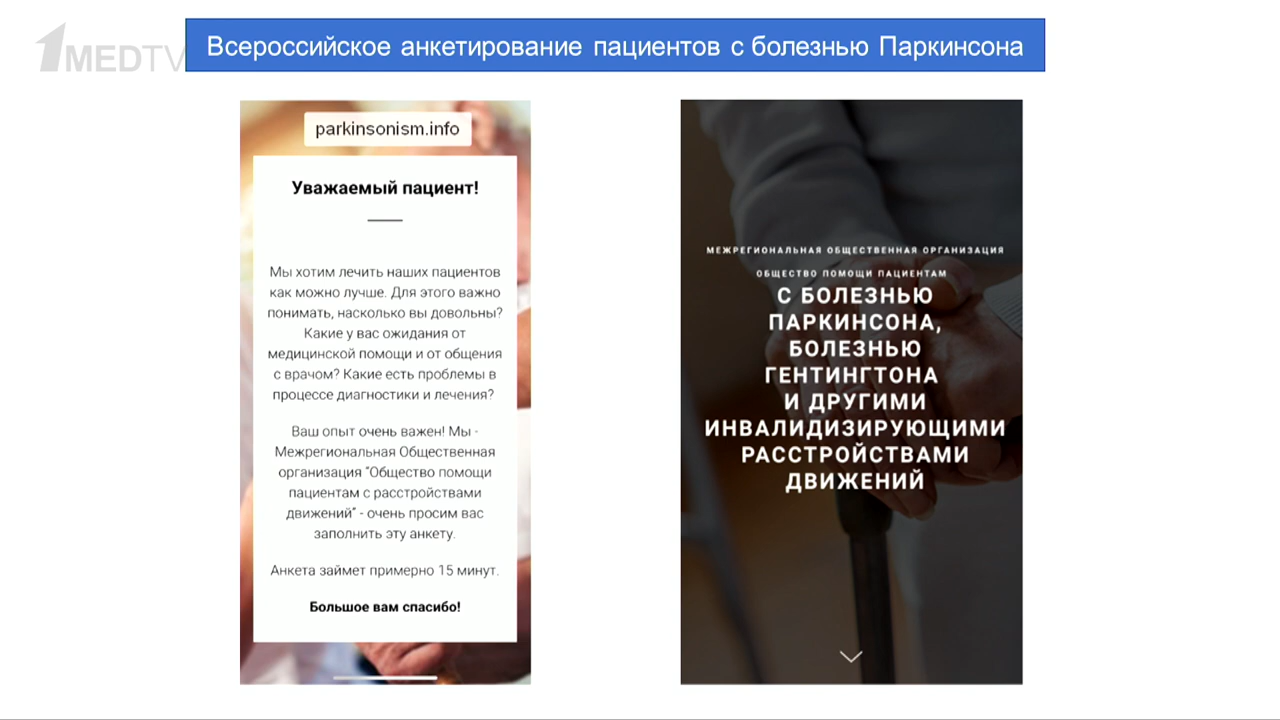 1MEDTV
Всероссийское анкетирование пациентов с болезнью Паркинсона
parkinsonism.info
Уважаемый пациент!
Мы хотим лечить наших пациентов
как можно лучше. Для этого важно
понимать, насколько вы довольны?
Какие у вас ожидания от
медицинской помощи и от общения
с врачом? Какие есть проблемы в
процессе диагностики и лечения?
Ваш опыт очень важен! Мы -
Межрегиональная Общественная
организация "Общество помощи
пациентам с расстройствами
движений" - очень просим вас
заполнить эту анкету.
Анкета займет примерно 15 минут.
Большое вам спасибо!
МЕЖРЕГИОНАЛЬНАЯ ОБЩЕСТВЕННАЯ ОРГАНИЗАЦИЯ
ОБЩЕСТВО ПОМОЩИ ПАЦИЕНТАМ
С БОЛЕЗНЬЮ
ПАРКИНСОНА,
БОЛЕЗНЬЮ
ГЕНТИНГТОНА
И ДРУГИМИ
ИНВАЛИДИЗИРУЮЩИМИ
РАССТРОЙСТВАМИ
ДВИЖЕНИЙ